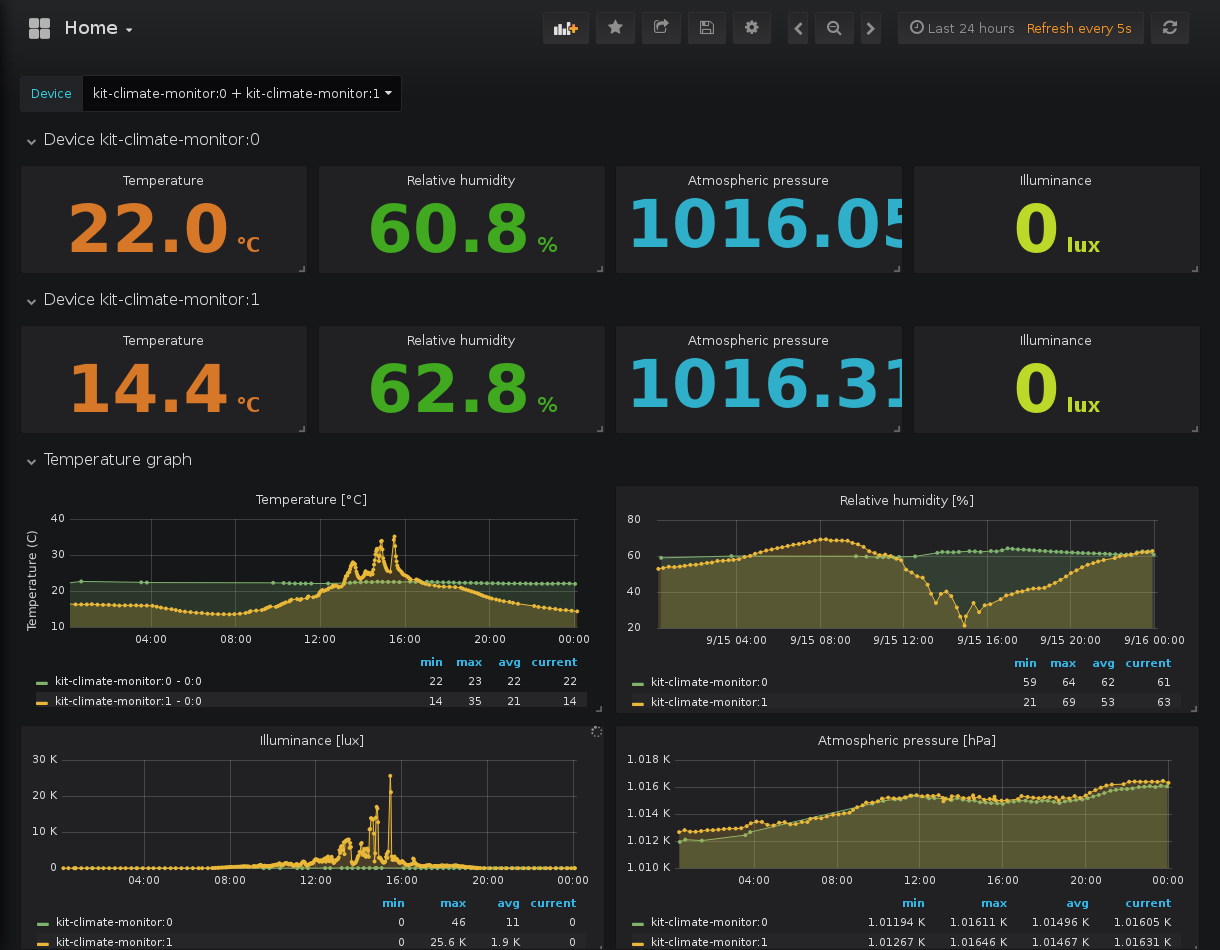 Home
Last 24 hours Refresh every 5s
Device kit-climate-monitor:0 + kit-climate-monitor:1
Device kit-climate-monitor:0
Temperature Relative humidity Atmospheric pressure Illuminance
22.0 °C 60.8 % 1016.05 0 lux
Device kit-climate-monitor:1
Temperature Relative humidity Atmospheric pressure Illuminance
14.4 °C 62.8 % 1016.31 0 lux
Temperature graph
Temperature [°C]
Temperature (C)
40
30
20
10
04:00 08:00 12:00 16:00 20:00 00:00
min max avg current
kit-climate-monitor:0 - 0:0 22 23 22 22
kit-climate-monitor:1 - 0:0 14 35 21 14
Relative humidity [%]
80
60
40
20
9/15 04:00 9/15 08:00 9/15 12:00 9/15 16:00 9/15 20:00 9/16 00:00
min max avg current
kit-climate-monitor:0 59 64 62 61
kit-climate-monitor:1 21 69 53 63
Illuminance [lux]
30 K
20 K
10 K
0
04:00 08:00 12:00 16:00 20:00 00:00
min max avg current
kit-climate-monitor:0 0 46 11 0
kit-climate-monitor:1 0 25.6 K 1.9 K 0
Atmospheric pressure [hPa]
1.018 K
1.016 K
1.014 K
1.012 K
1.010 K
04:00 08:00 12:00 16:00 20:00 00:00
min max avg current
kit-climate-monitor:0 1.01194 K 1.01611 K 1.01496 K 1.01605 K
kit-climate-monitor:1 1.01267 K 1.01646 K 1.01467 K 1.01631 K